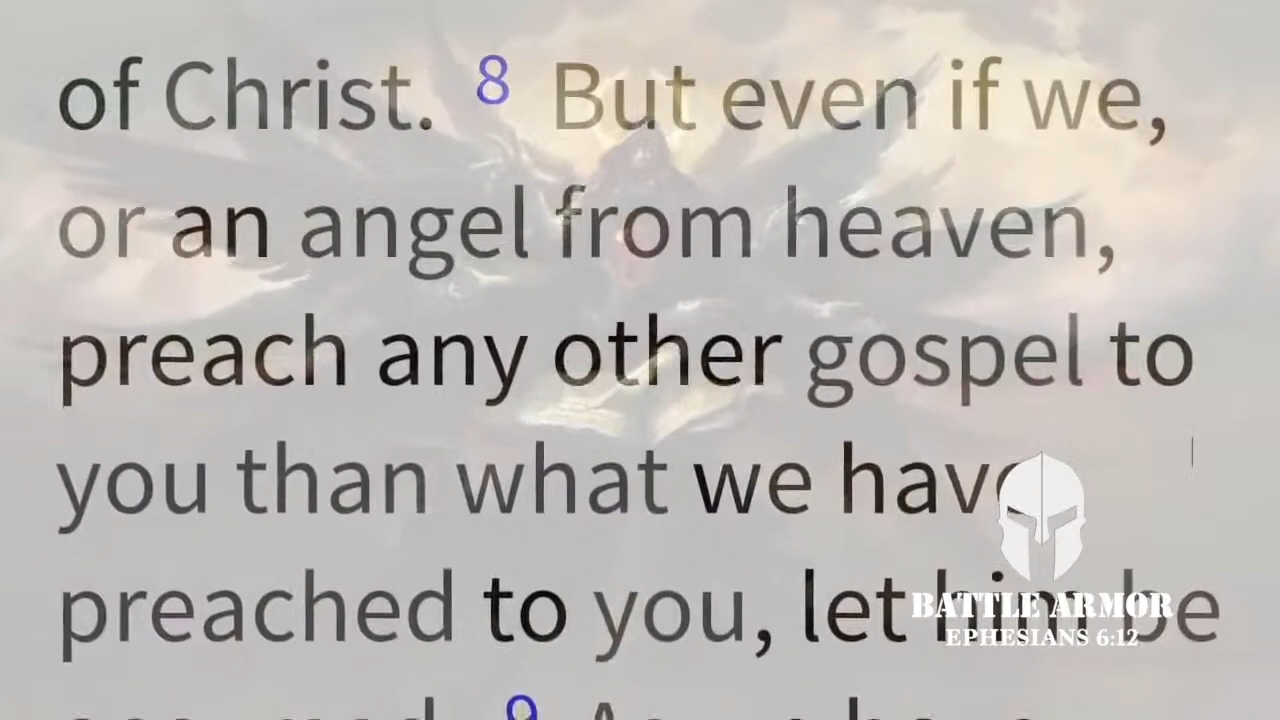 of Christ. 8 But even if we,
or an angel from heaven,
preach any other gospel to
you than what we have
preached to you, let him be
BATTLE ARMOR
EPHESIANS 6:12
9